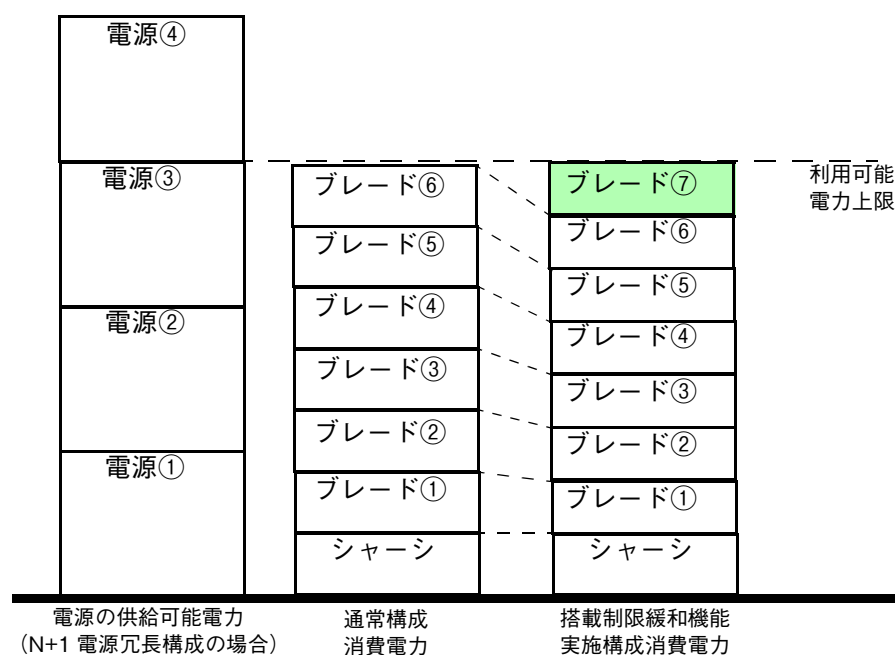 電源④
電源③
電源②
電源①
ブレード⑥
ブレード⑤
ブレード④
ブレード③
ブレード②
ブレード①
シャーシ
ブレード⑦
ブレード⑥
ブレード⑤
ブレード④
ブレード③
ブレード②
ブレード①
シャーシ
利用可能
電力上限
電源の供給可能電力
（N+1 電源冗長構成の場合）
通常構成
消費電力
搭載制限緩和機能
実施構成消費電力